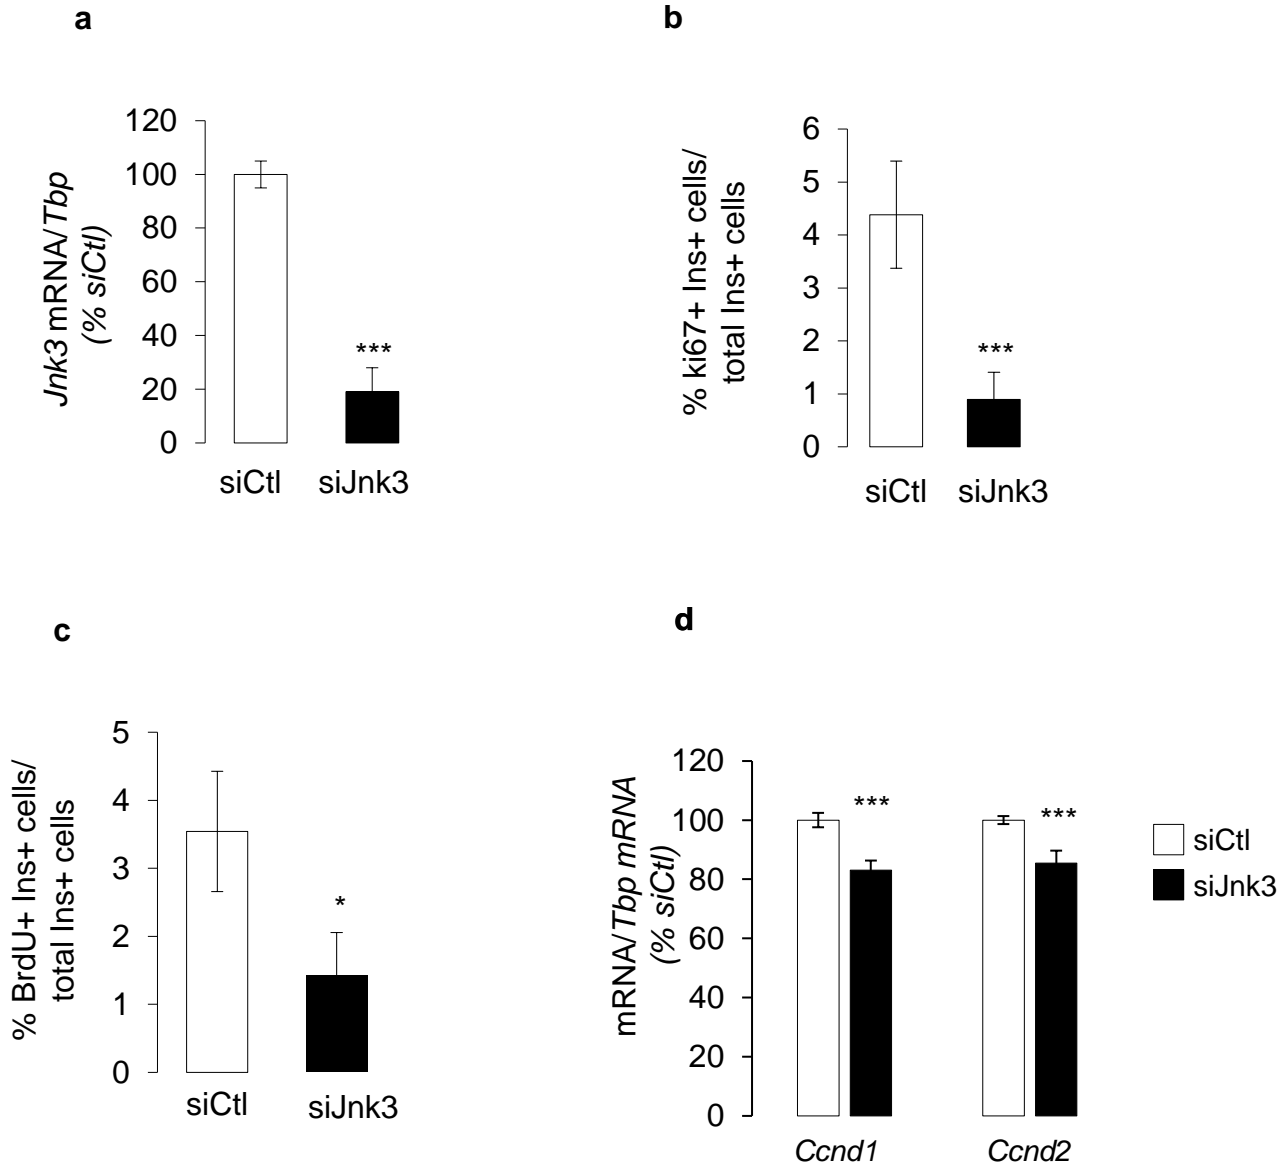 a
120
100
80
60
40
20
0
Jnk3 mRNA/Tbp
(% siCtl)
***
siCtl siJnk3
b
6
5
4
3
2
1
0
% ki67+ Ins+ cells/
total Ins+ cells
***
siCtl siJnk3
c
5
4
3
2
1
0
% BrdU+ Ins+ cells/
total Ins+ cells
*
siCtl siJnk3
d
120
100
80
60
40
20
0
mRNA/Tbp mRNA
(% siCtl)
*** ***
Ccnd1 Ccnd2
siCtl
siJnk3